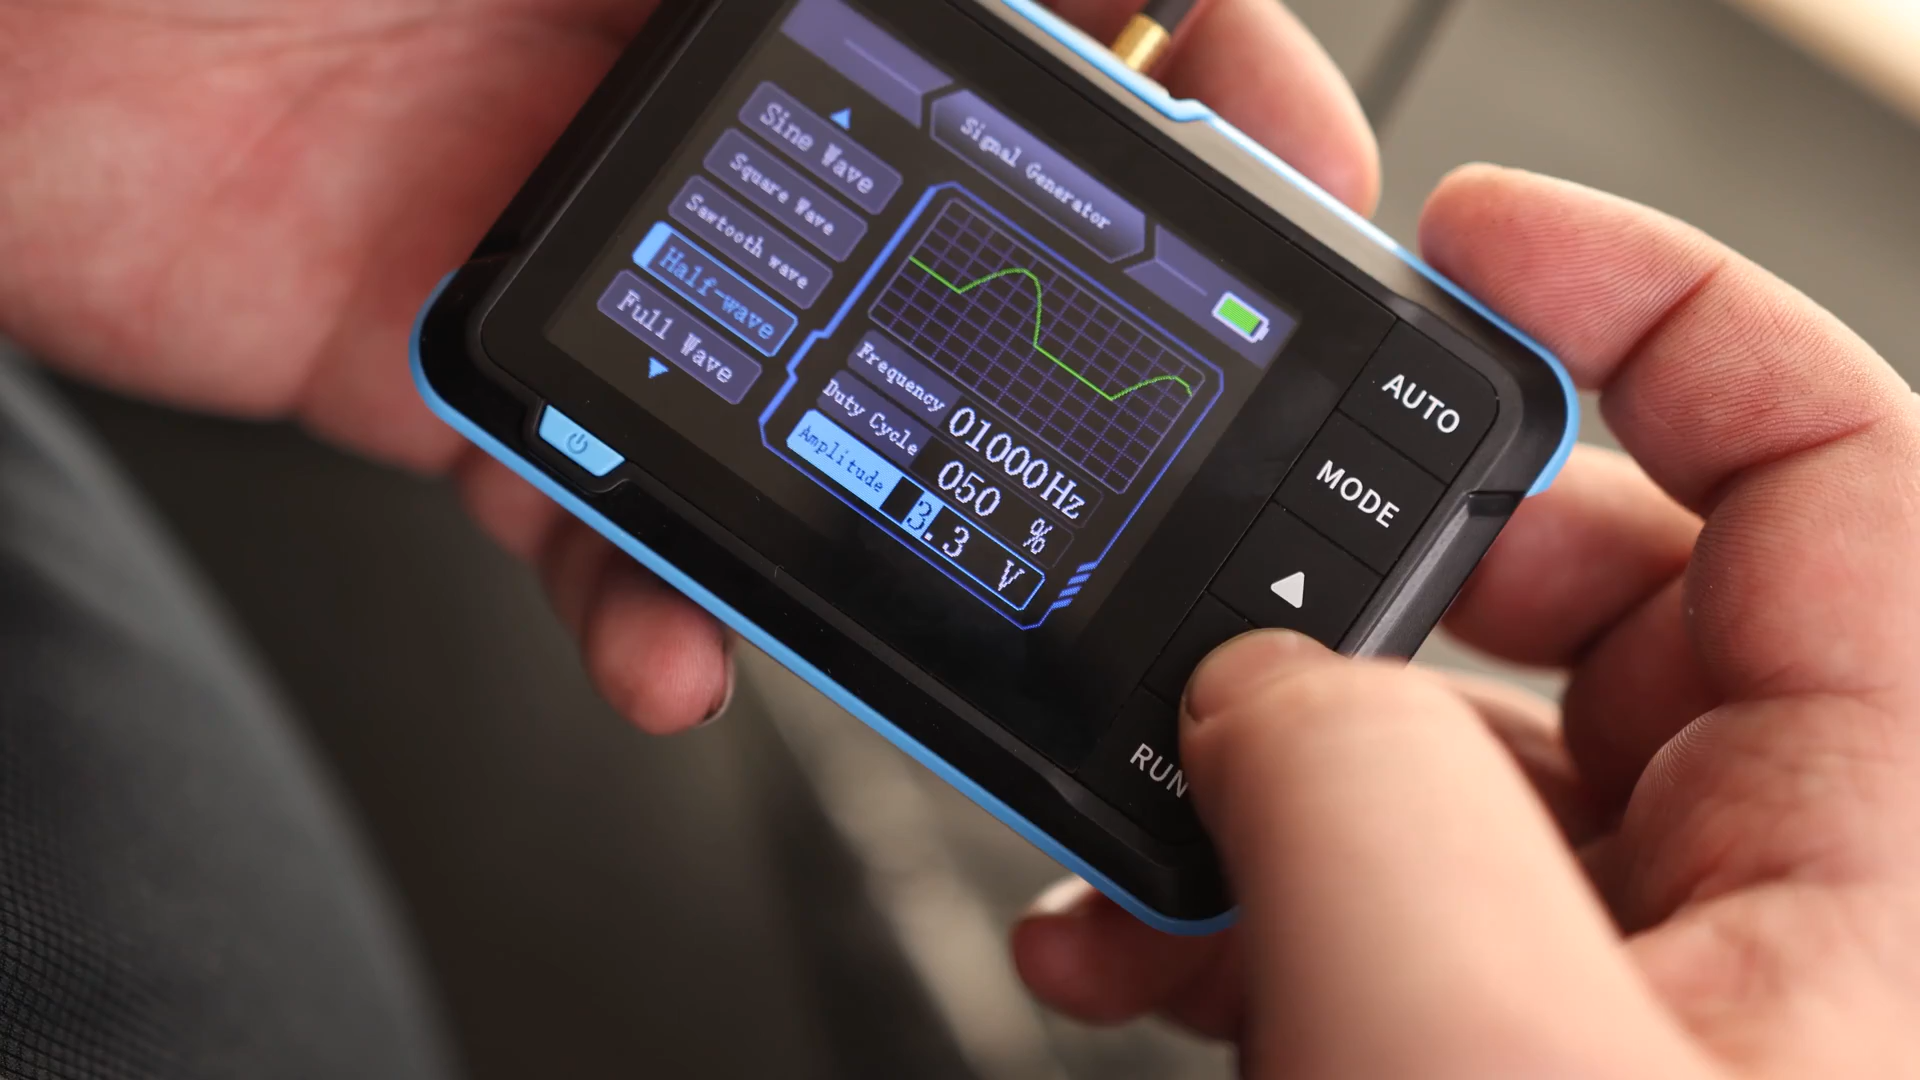 Signal Generator
Sine Wave
Square Wave
Sawtooth wave
Half-wave
Full Wave
Frequency 01000Hz
Duty Cycle 050 %
Amplitude 3.3 V
AUTO
MODE
RUN